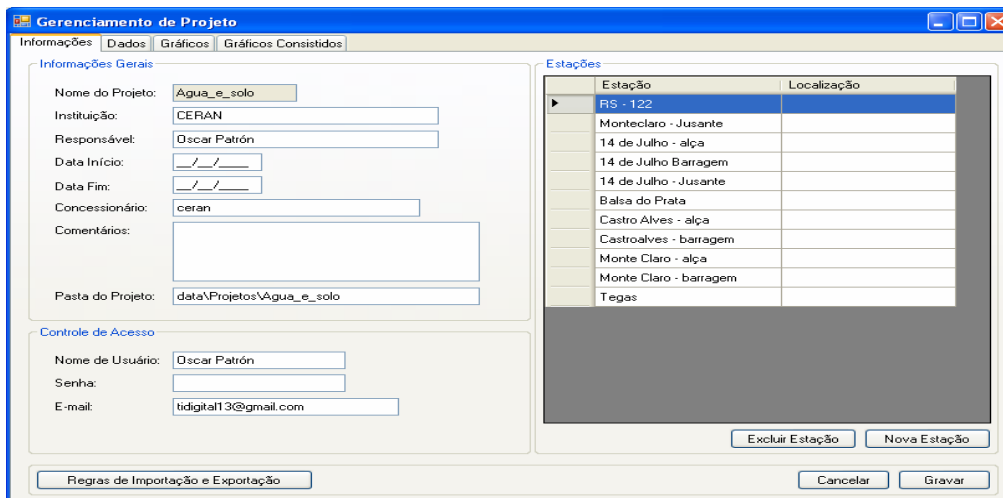 Gerenciamento de Projeto
Informações Dados Gráficos Gráficos Consistidos
Informações Gerais
Nome do Projeto: Agua_e_solo
Instituição: CERAN
Responsável: Oscar Patrón
Data Início: __/__/____
Data Fim: __/__/____
Concessionário: ceran
Comentários:
Pasta do Projeto: data\Projetos\Agua_e_solo
Controle de Acesso
Nome de Usuário: Oscar Patrón
Senha:
E-mail: tidigital13@gmail.com
Estações
Estação Localização
RS - 122
Monteclaro - Jusante
14 de Julho - alça
14 de Julho Barragem
14 de Julho - Jusante
Balsa do Prata
Castro Alves - alça
Castroalves - barragem
Monte Claro - alça
Monte Claro - barragem
Tegas
Excluir Estação Nova Estação
Regras de Importação e Exportação Cancelar Gravar